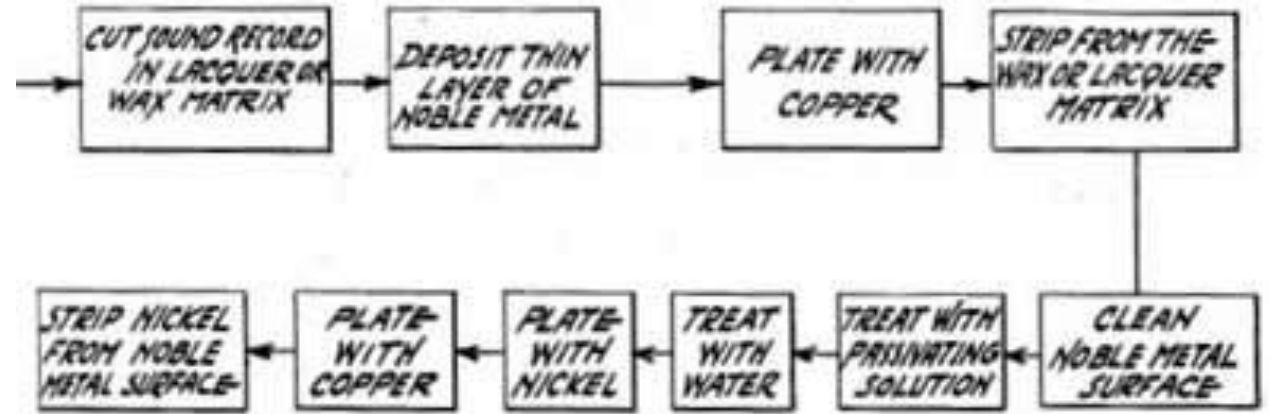 CUT SOUND RECORD
IN LACQUER OR
WAX MATRIX
DEPOSIT THIN
LAYER OF
NOBLE METAL
PLATE WITH
COPPER
STRIP FROM THE
WAX OR LACQUER
MATRIX
CLEAN
NOBLE METAL
SURFACE
TREAT WITH
PASSIVATING
SOLUTION
TREAT
WITH
WATER
PLATE
WITH
NICKEL
PLATE
WITH
COPPER
STRIP NICKEL
FROM NOBLE
METAL SURFACE